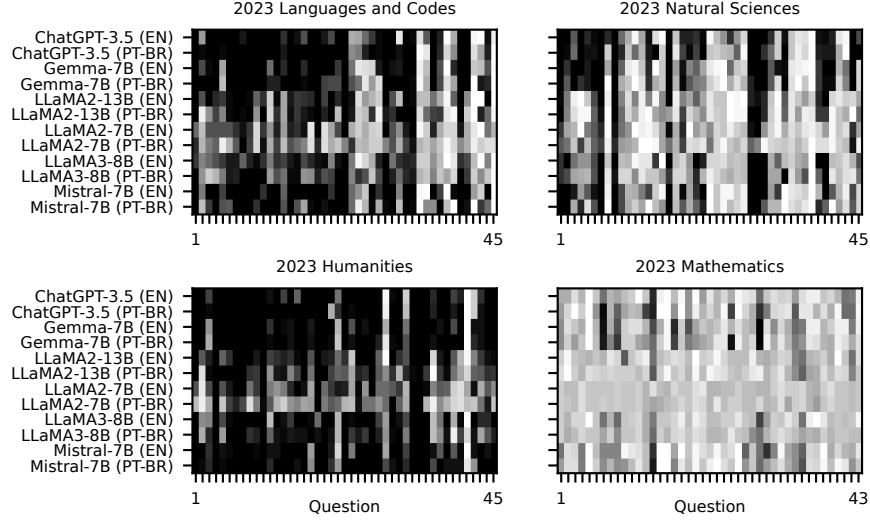 2023 Languages and Codes
ChatGPT-3.5 (EN)
ChatGPT-3.5 (PT-BR)
Gemma-7B (EN)
Gemma-7B (PT-BR)
LLaMA2-13B (EN)
LLaMA2-13B (PT-BR)
LLaMA2-7B (EN)
LLaMA2-7B (PT-BR)
LLaMA3-8B (EN)
LLaMA3-8B (PT-BR)
Mistral-7B (EN)
Mistral-7B (PT-BR)
1 45
2023 Natural Sciences
1 45
2023 Humanities
ChatGPT-3.5 (EN)
ChatGPT-3.5 (PT-BR)
Gemma-7B (EN)
Gemma-7B (PT-BR)
LLaMA2-13B (EN)
LLaMA2-13B (PT-BR)
LLaMA2-7B (EN)
LLaMA2-7B (PT-BR)
LLaMA3-8B (EN)
LLaMA3-8B (PT-BR)
Mistral-7B (EN)
Mistral-7B (PT-BR)
1 45
Question
2023 Mathematics
1 43
Question